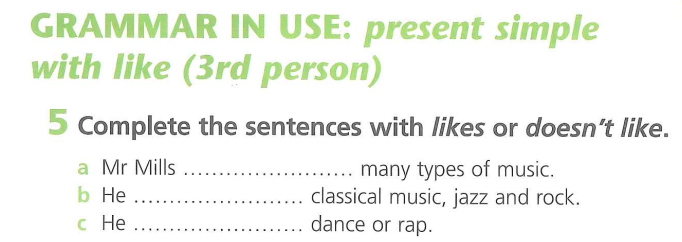 GRAMMAR IN USE: present simple
with like (3rd person)
5 Complete the sentences with likes or doesn't like.
a Mr Mills ........................ many types of music.
b He ........................ classical music, jazz and rock.
c He ........................ dance or rap.